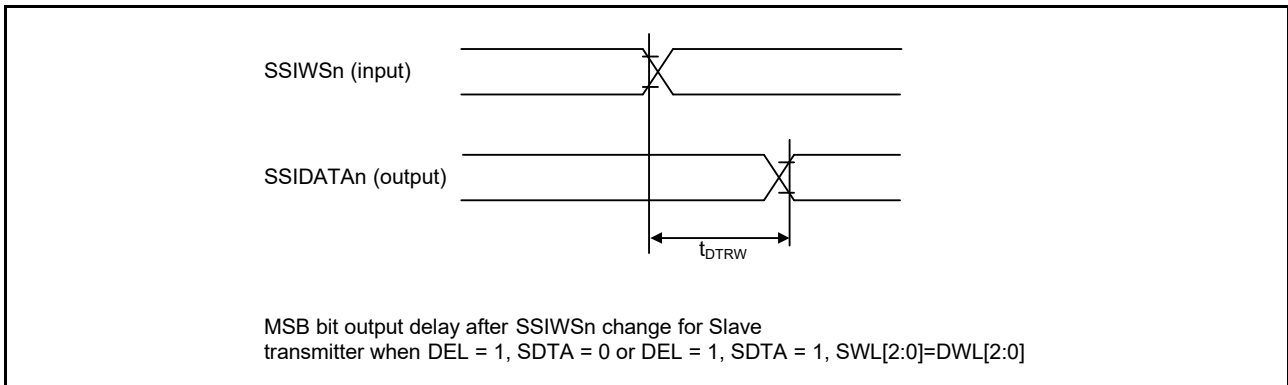 SSIWSn (input)
SSIDATAn (output)
tDTRW
MSB bit output delay after SSIWSn change for Slave
transmitter when DEL = 1, SDTA = 0 or DEL = 1, SDTA = 1, SWL[2:0]=DWL[2:0]